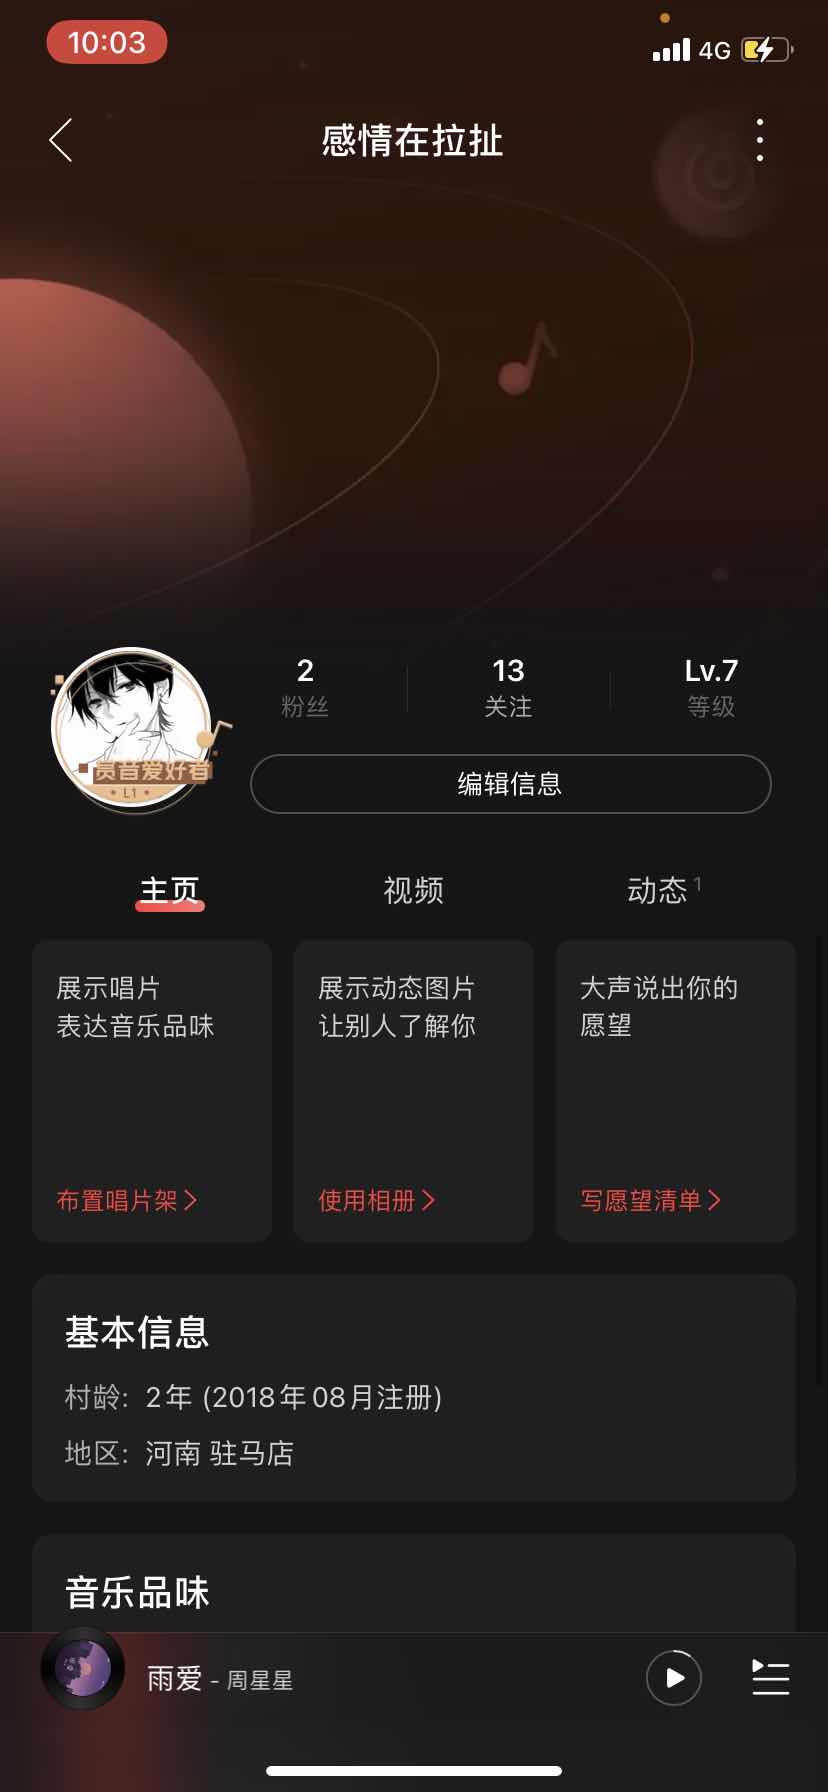 10:03
4G
感情在拉扯
2
粉丝
13
关注
Lv.7
等级
贡音爱好者
L1
编辑信息
主页
视频
动态 1
展示唱片
表达音乐品味
布置唱片架
展示动态图片
让别人了解你
使用相册
大声说出你的
愿望
写愿望清单
基本信息
村龄: 2年 (2018年08月注册)
地区: 河南 驻马店
音乐品味
雨爱 - 周星星